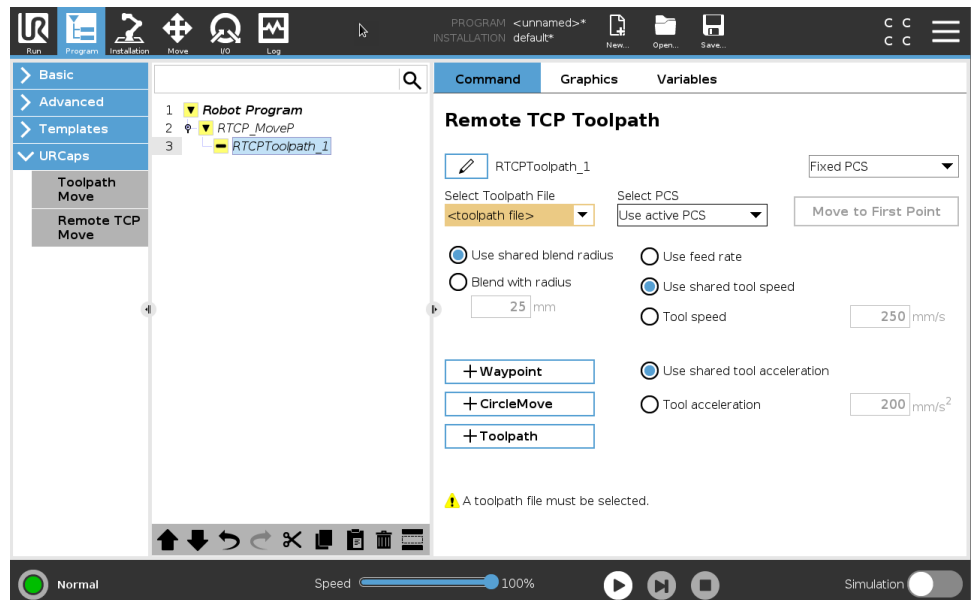 PROGRAM <unnamed>*
INSTALLATION default*
UR
Run
Program
Installation
Move
I/O
Log
New...
Open...
Save...
C C
C C
Basic
Advanced
Templates
URCaps
Toolpath
Move
Remote TCP
Move
1 Robot Program
2 RTCP_MoveP
3 RTCPToolpath_1
Command Graphics Variables
Remote TCP Toolpath
RTCPToolpath_1
Fixed PCS
Select Toolpath File
Select PCS
<toolpath file>
Use active PCS
Move to First Point
Use shared blend radius
Use feed rate
Blend with radius
Use shared tool speed
25 mm
Tool speed
250 mm/s
+ Waypoint
Use shared tool acceleration
+ CircleMove
Tool acceleration
200 mm/s2
+ Toolpath
A toolpath file must be selected.
Normal
Speed
100%
Simulation